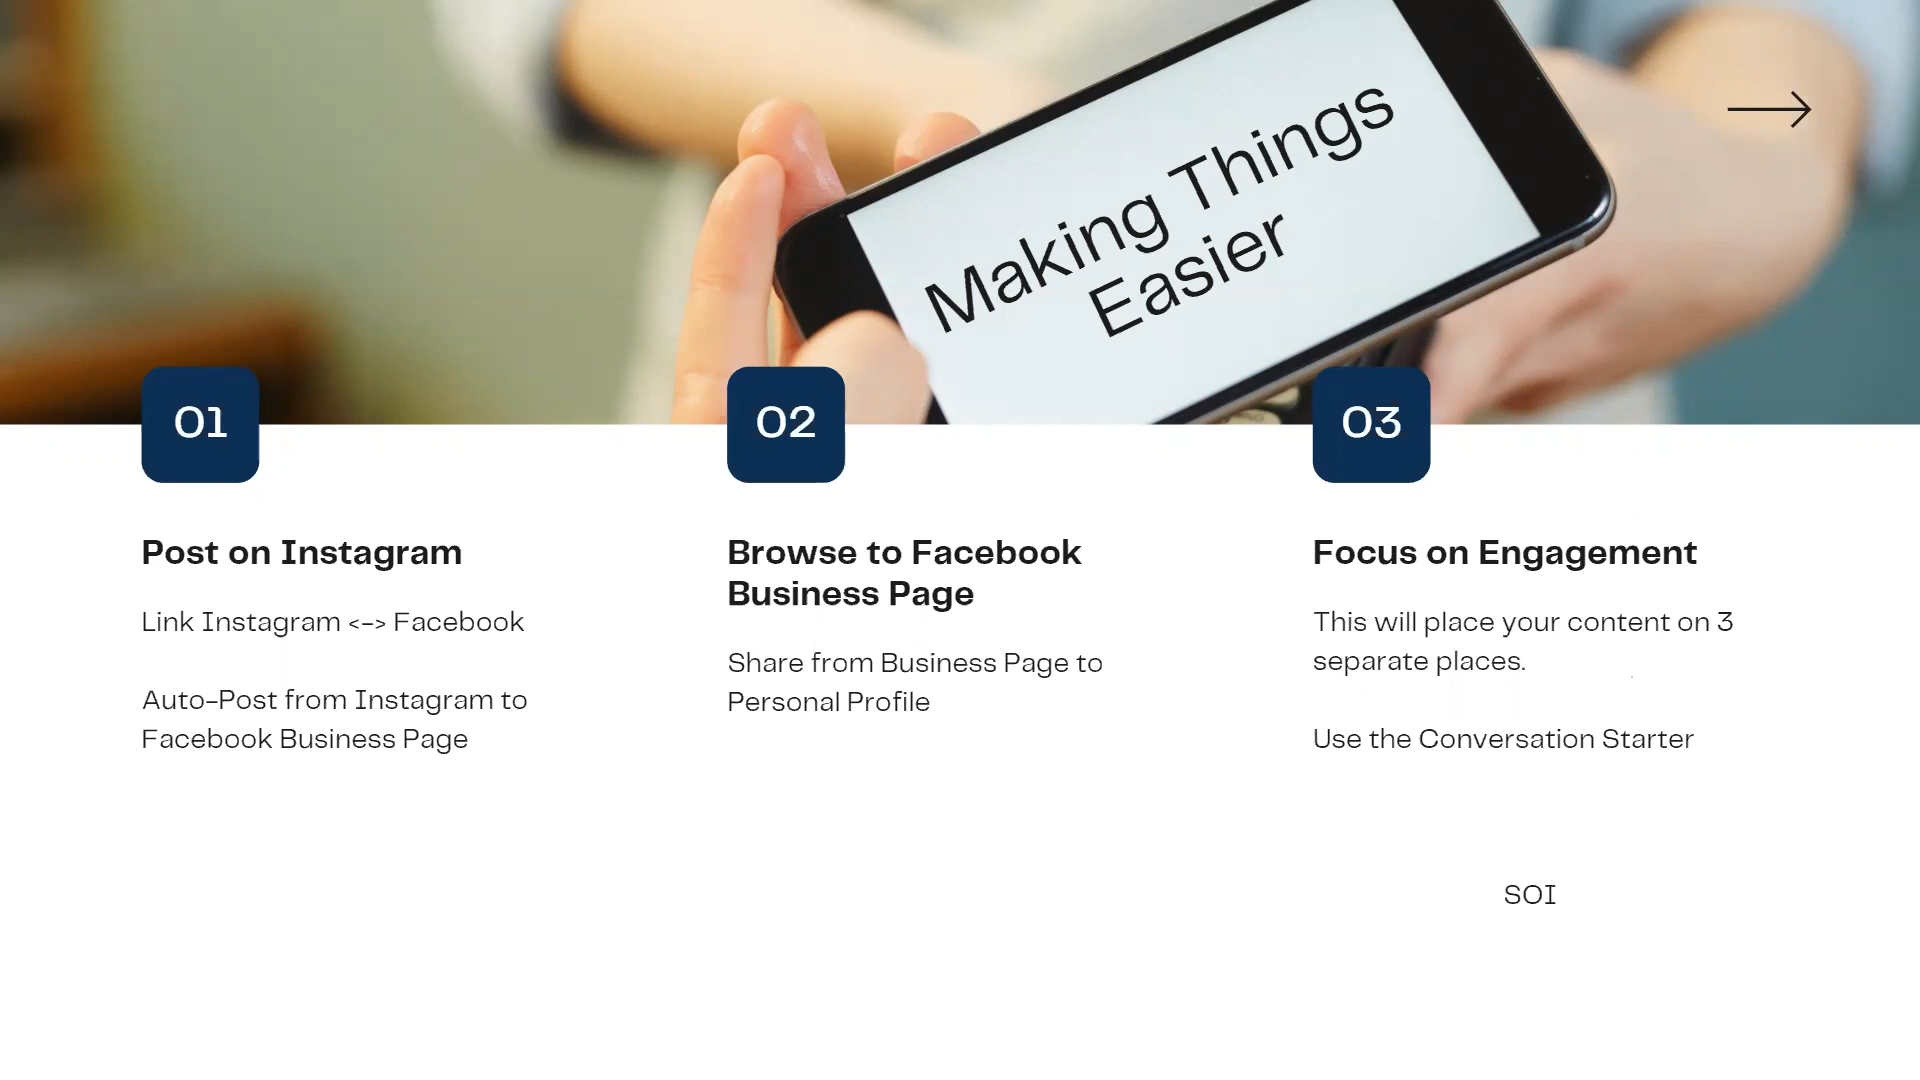 Making Things
Easier
01
Post on Instagram
Link Instagram <-> Facebook
Auto-Post from Instagram to
Facebook Business Page
02
Browse to Facebook
Business Page
Share from Business Page to
Personal Profile
03
Focus on Engagement
This will place your content on 3
separate places.
Use the Conversation Starter
SOI